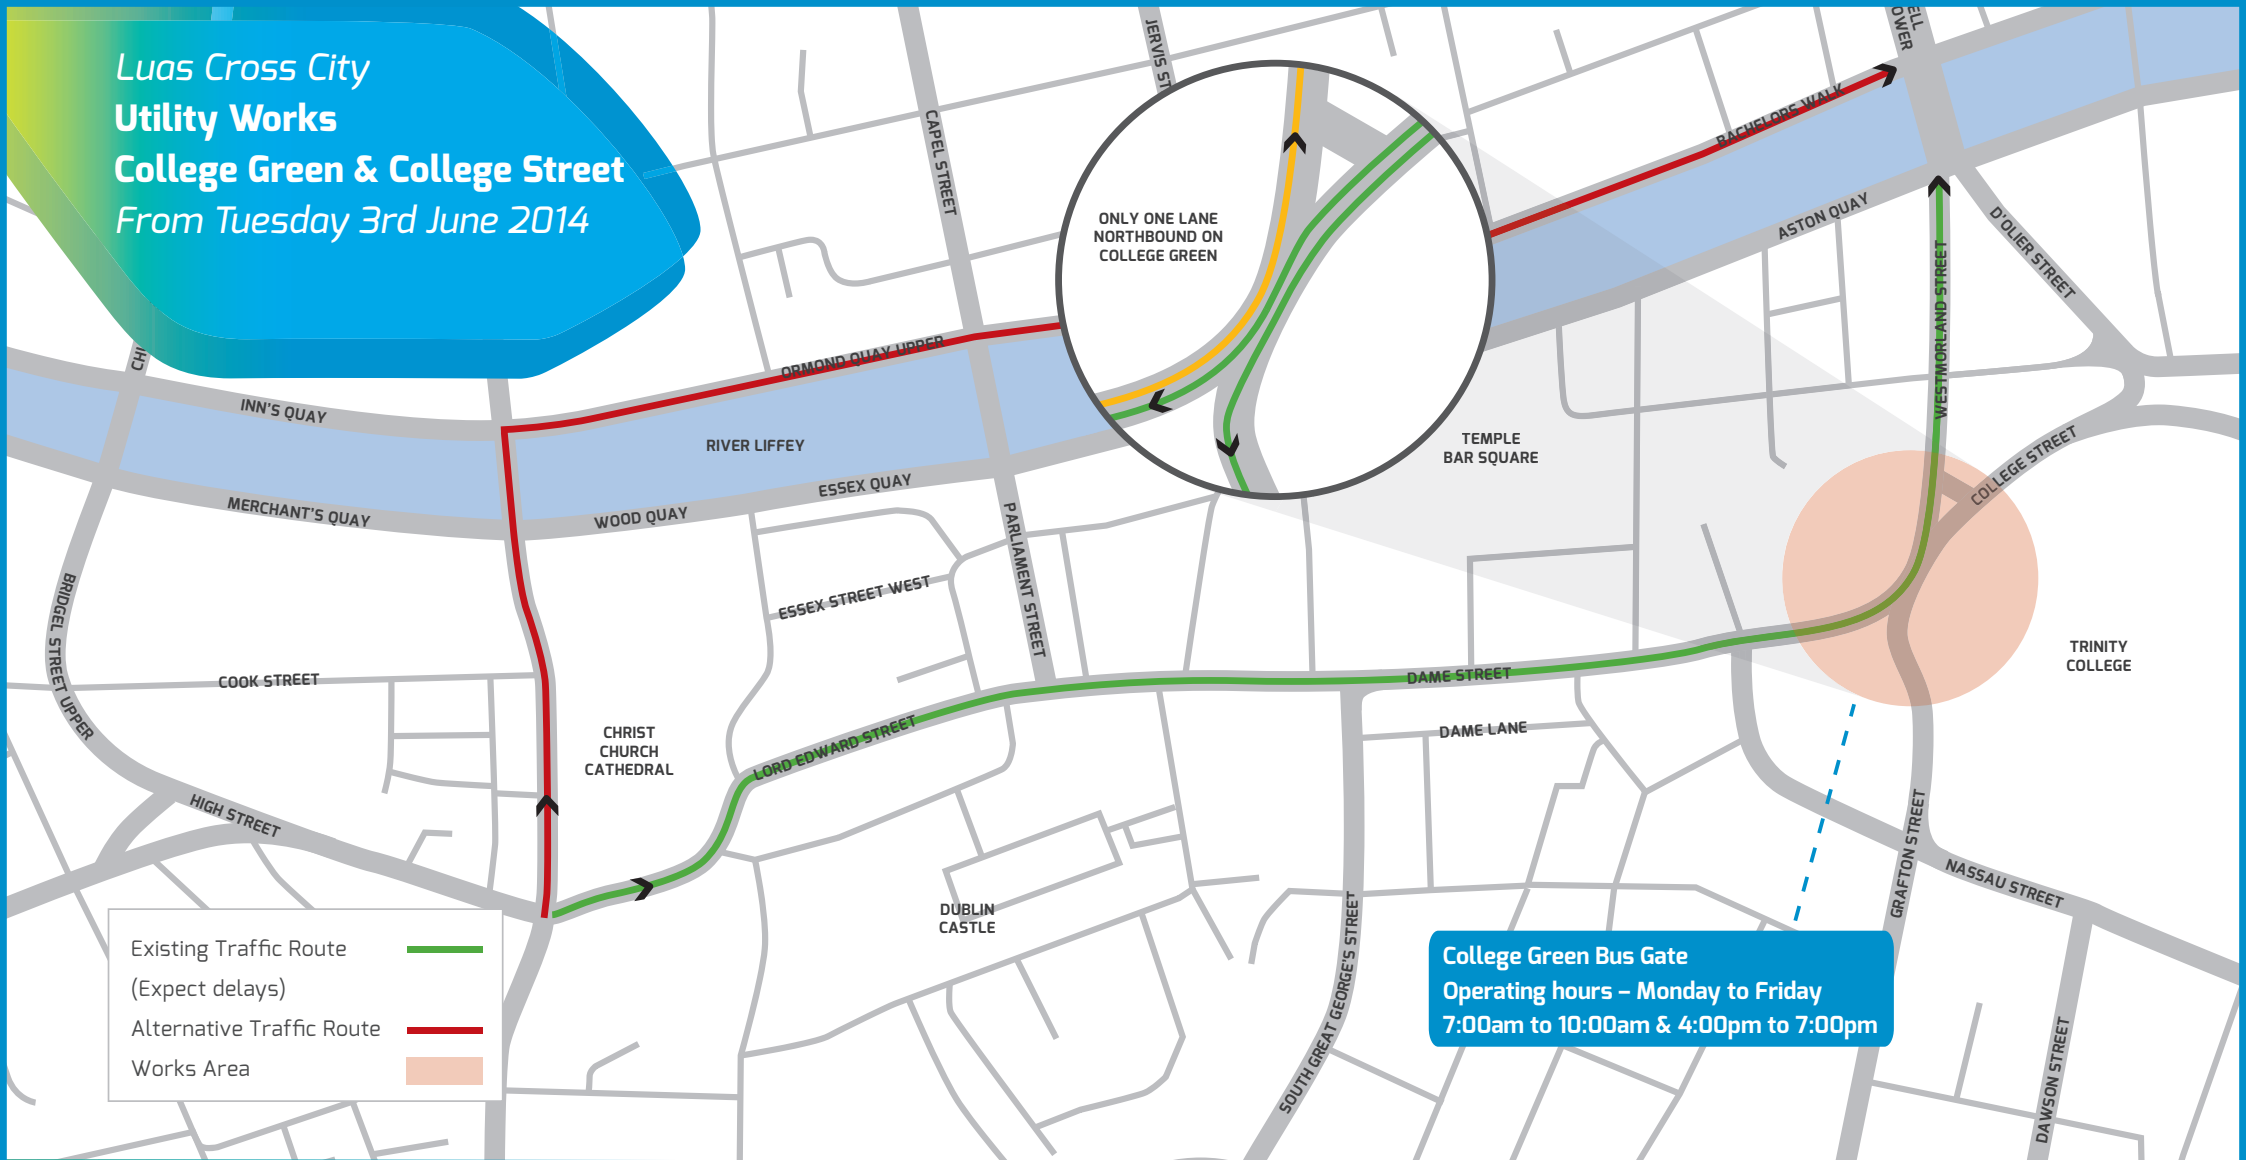 Luas Cross City
Utility Works
College Green & College Street
From Tuesday 3rd June 2014
JERVIS ST
CAPEL STREET
ONLY ONE LANE
NORTHBOUND ON
COLLEGE GREEN
BACHELORS WALK
ASTON QUAY
D'OLIER STREET
WESTMORLAND STREET
COLLEGE STREET
ORMOND QUAY UPPER
INN'S QUAY
RIVER LIFFEY
MERCHANT'S QUAY
WOOD QUAY
ESSEX QUAY
TEMPLE
BAR SQUARE
PARLIAMENT STREET
ESSEX STREET WEST
BRIDGEL STREET UPPER
COOK STREET
CHRIST
CHURCH
CATHEDRAL
LORD EDWARD STREET
DAME STREET
DAME LANE
TRINITY
COLLEGE
HIGH STREET
DUBLIN
CASTLE
SOUTH GREAT GEORGE'S STREET
GRAFTON STREET
NASSAU STREET
DAWSON STREET
Existing Traffic Route
(Expect delays)
Alternative Traffic Route
Works Area
College Green Bus Gate
Operating hours – Monday to Friday
7:00am to 10:00am & 4:00pm to 7:00pm